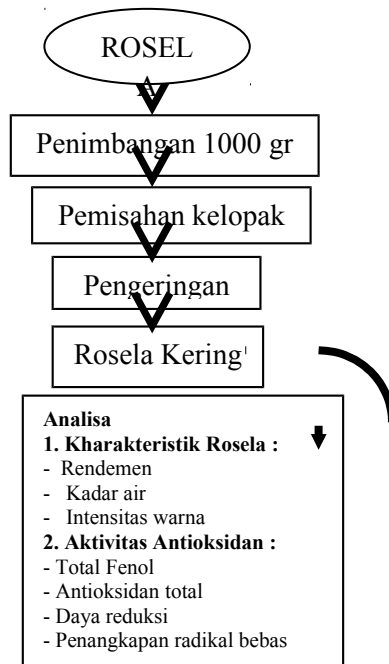 ROSEL
A
Penimbangan 1000 gr
Pemisahan kelopak
Pengeringan
Rosela Kering
Analisa
1. Kharakteristik Rosela :
- Rendemen
- Kadar air
- Intensitas warna
2. Aktivitas Antioksidan :
- Total Fenol
- Antioksidan total
- Daya reduksi
- Penangkapan radikal bebas